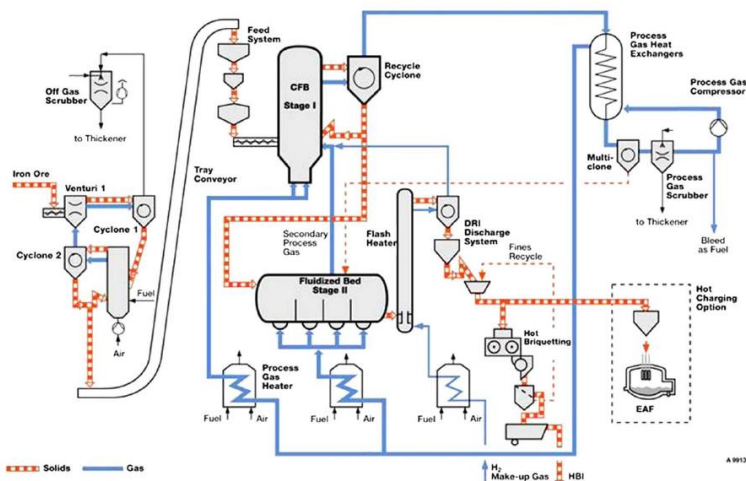 Feed
System
Off Gas
Scrubber
to Thickener
CFB
Stage I
Recycle
Cyclone
Process
Gas Heat
Exchangers
Process Gas
Compressor
Iron Ore
Venturi 1
Cyclone 1
Cyclone 2
Fuel
Air
Tray
Conveyor
Multi-
clone
Process Gas
Scrubber
to Thickener
Bleed
as Fuel
Secondary
Process
Gas
Flash
Heater
DRI
Discharge
System
Fines
Recycle
Fluidized Bed
Stage II
Hot
Charging
Option
Hot
Briquetting
EAF
Process
Gas
Heater
Fuel
Air
Fuel
Air
Fuel
Air
Solids
Gas
H2
Make-up Gas
HBI
A 9913